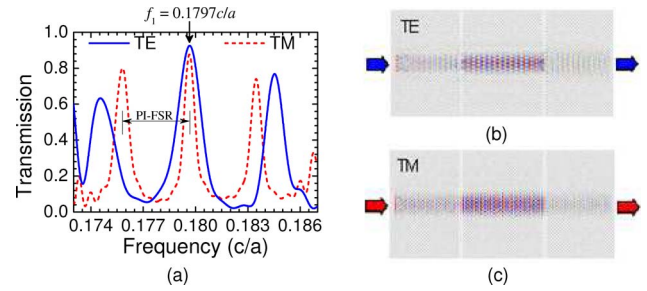 (a)
f₁ = 0.1797c/a
TE
TM
PI-FSR
Transmission
1.0
0.8
0.6
0.4
0.2
0.0
0.174 0.177 0.180 0.183 0.186
Frequency (c/a)
(a)
TE
(b)
TM
(c)